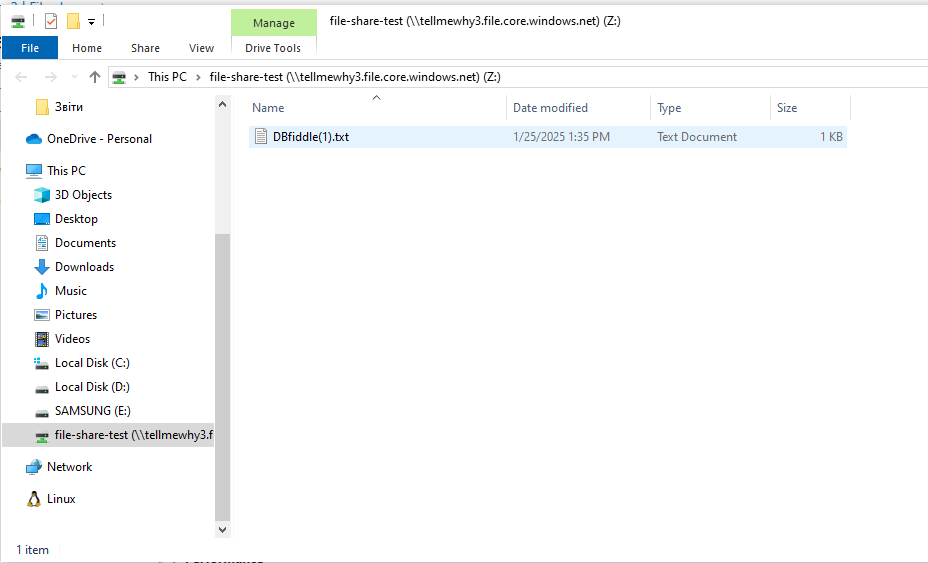 Manage
file-share-test (\\tellmewhy3.file.core.windows.net) (Z:)
File
Home
Share
View
Drive Tools
This PC
file-share-test (\\tellmewhy3.file.core.windows.net) (Z:)
Звіти
OneDrive - Personal
This PC
3D Objects
Desktop
Documents
Downloads
Music
Pictures
Videos
Local Disk (C:)
Local Disk (D:)
SAMSUNG (E:)
file-share-test (\\tellmewhy3.f
Network
Linux
Name
Date modified
Type
Size
DBfiddle(1).txt
1/25/2025 1:35 PM
Text Document
1 KB
1 item